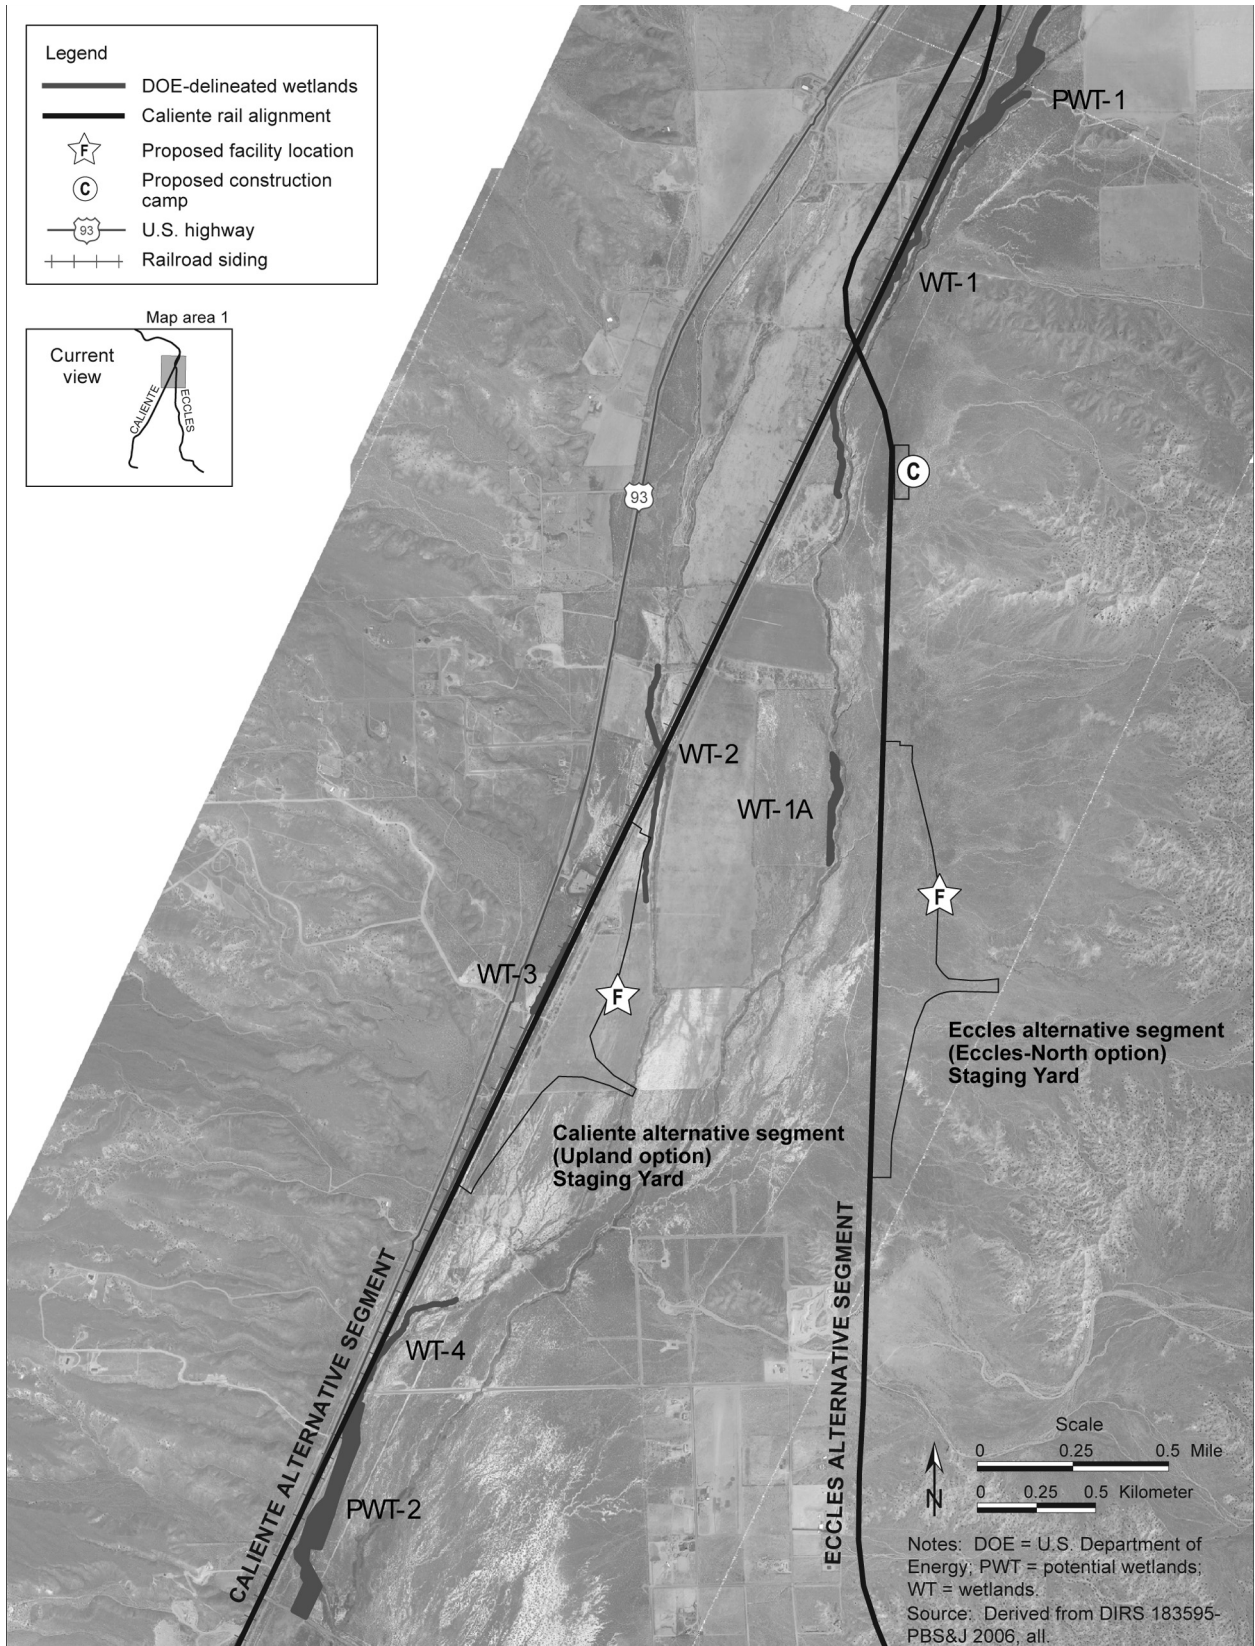 Legend
DOE-delineated wetlands
Caliente rail alignment
F
Proposed facility location
C
Proposed construction
camp
93
U.S. highway
Railroad siding
Map area 1
Current
view
CALIENTE
ECCLES
PWT-1
WT-1
C
93
WT-2
WT-1A
F
WT-3
F
Eccles alternative segment
(Eccles-North option)
Staging Yard
Caliente alternative segment
(Upland option)
Staging Yard
CALIENTE ALTERNATIVE SEGMENT
ECCLES ALTERNATIVE SEGMENT
WT-4
PWT-2
N
Scale
0 0.25 0.5 Mile
0 0.25 0.5 Kilometer
Notes: DOE = U.S. Department of
Energy; PWT = potential wetlands;
WT = wetlands.
Source: Derived from DIRS 183595-
PBS&J 2006, all.